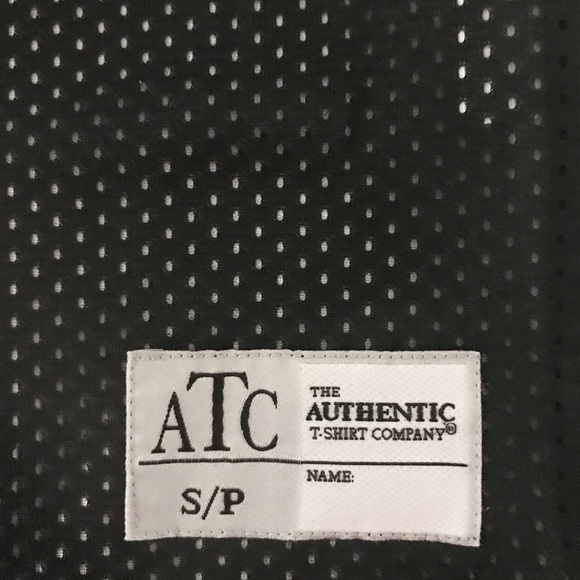 ATC
S/P
THE
AUTHENTIC
T-SHIRT COMPANY®
NAME: